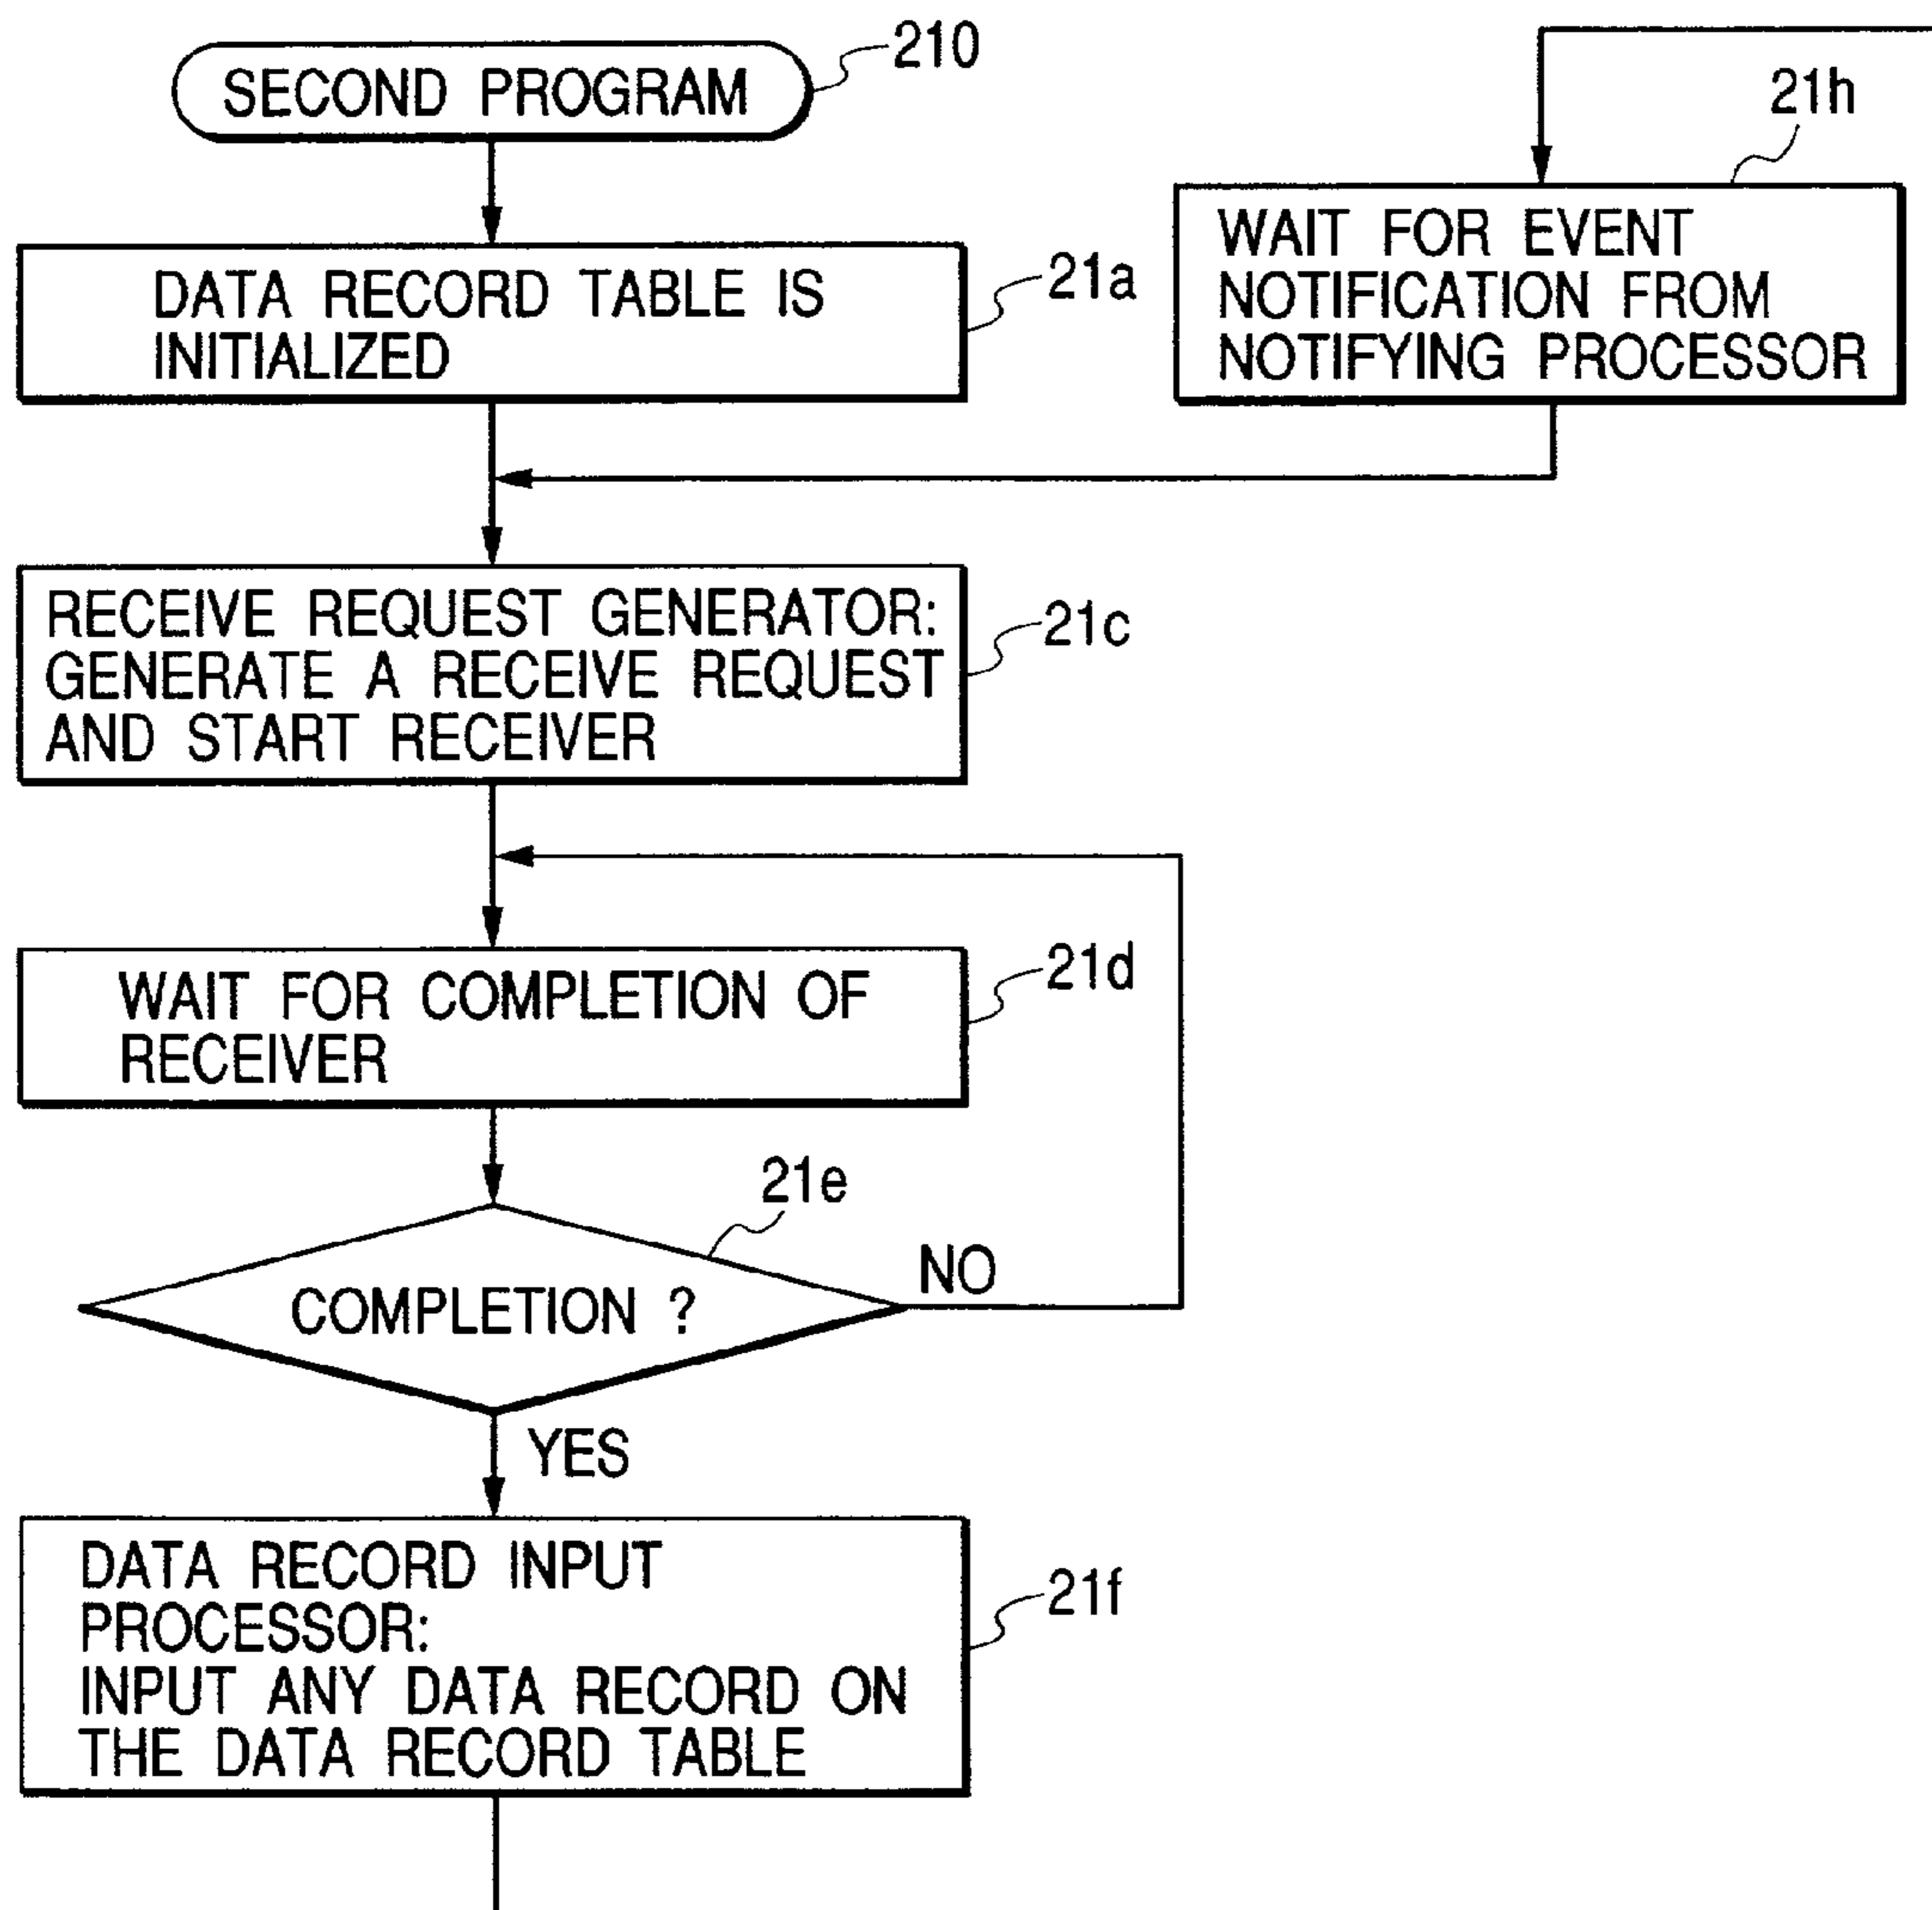 SECOND PROGRAM
210
DATA RECORD TABLE IS
INITIALIZED
21a
21h
WAIT FOR EVENT
NOTIFICATION FROM
NOTIFYING PROCESSOR
RECEIVE REQUEST GENERATOR:
GENERATE A RECEIVE REQUEST
AND START RECEIVER
21c
WAIT FOR COMPLETION OF
RECEIVER
21d
21e
COMPLETION ?
NO
YES
DATA RECORD INPUT
PROCESSOR:
INPUT ANY DATA RECORD ON
THE DATA RECORD TABLE
21f